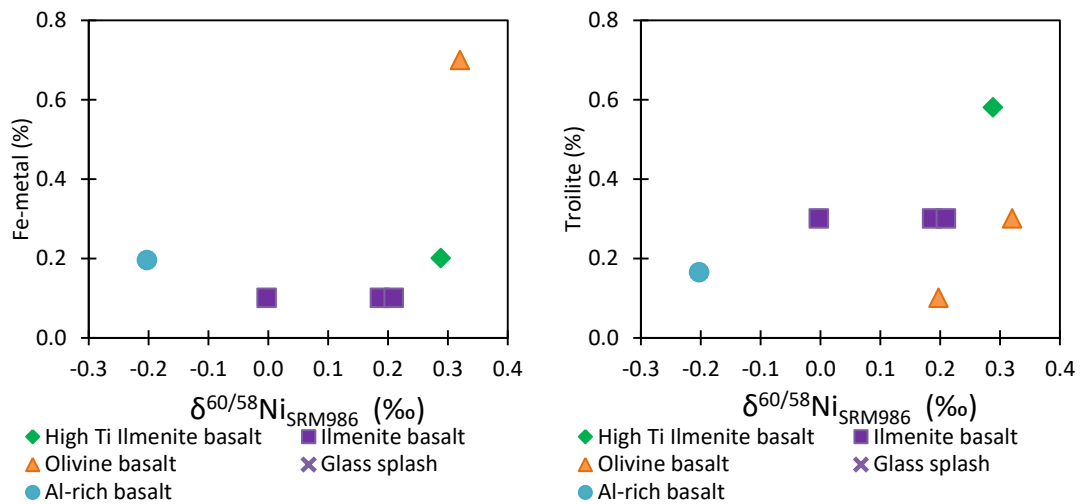 0.8
0.6
0.4
0.2
0.0
Fe-metal (%)
-0.3 -0.2 -0.1 0.0 0.1 0.2 0.3 0.4
δ60/58NiSRM986 (‰)
High Ti Ilmenite basalt Ilmenite basalt
Olivine basalt Glass splash
Al-rich basalt
0.8
0.6
0.4
0.2
0.0
Troilite (%)
-0.3 -0.2 -0.1 0.0 0.1 0.2 0.3 0.4
δ60/58NiSRM986 (‰)
High Ti Ilmenite basalt Ilmenite basalt
Olivine basalt Glass splash
Al-rich basalt